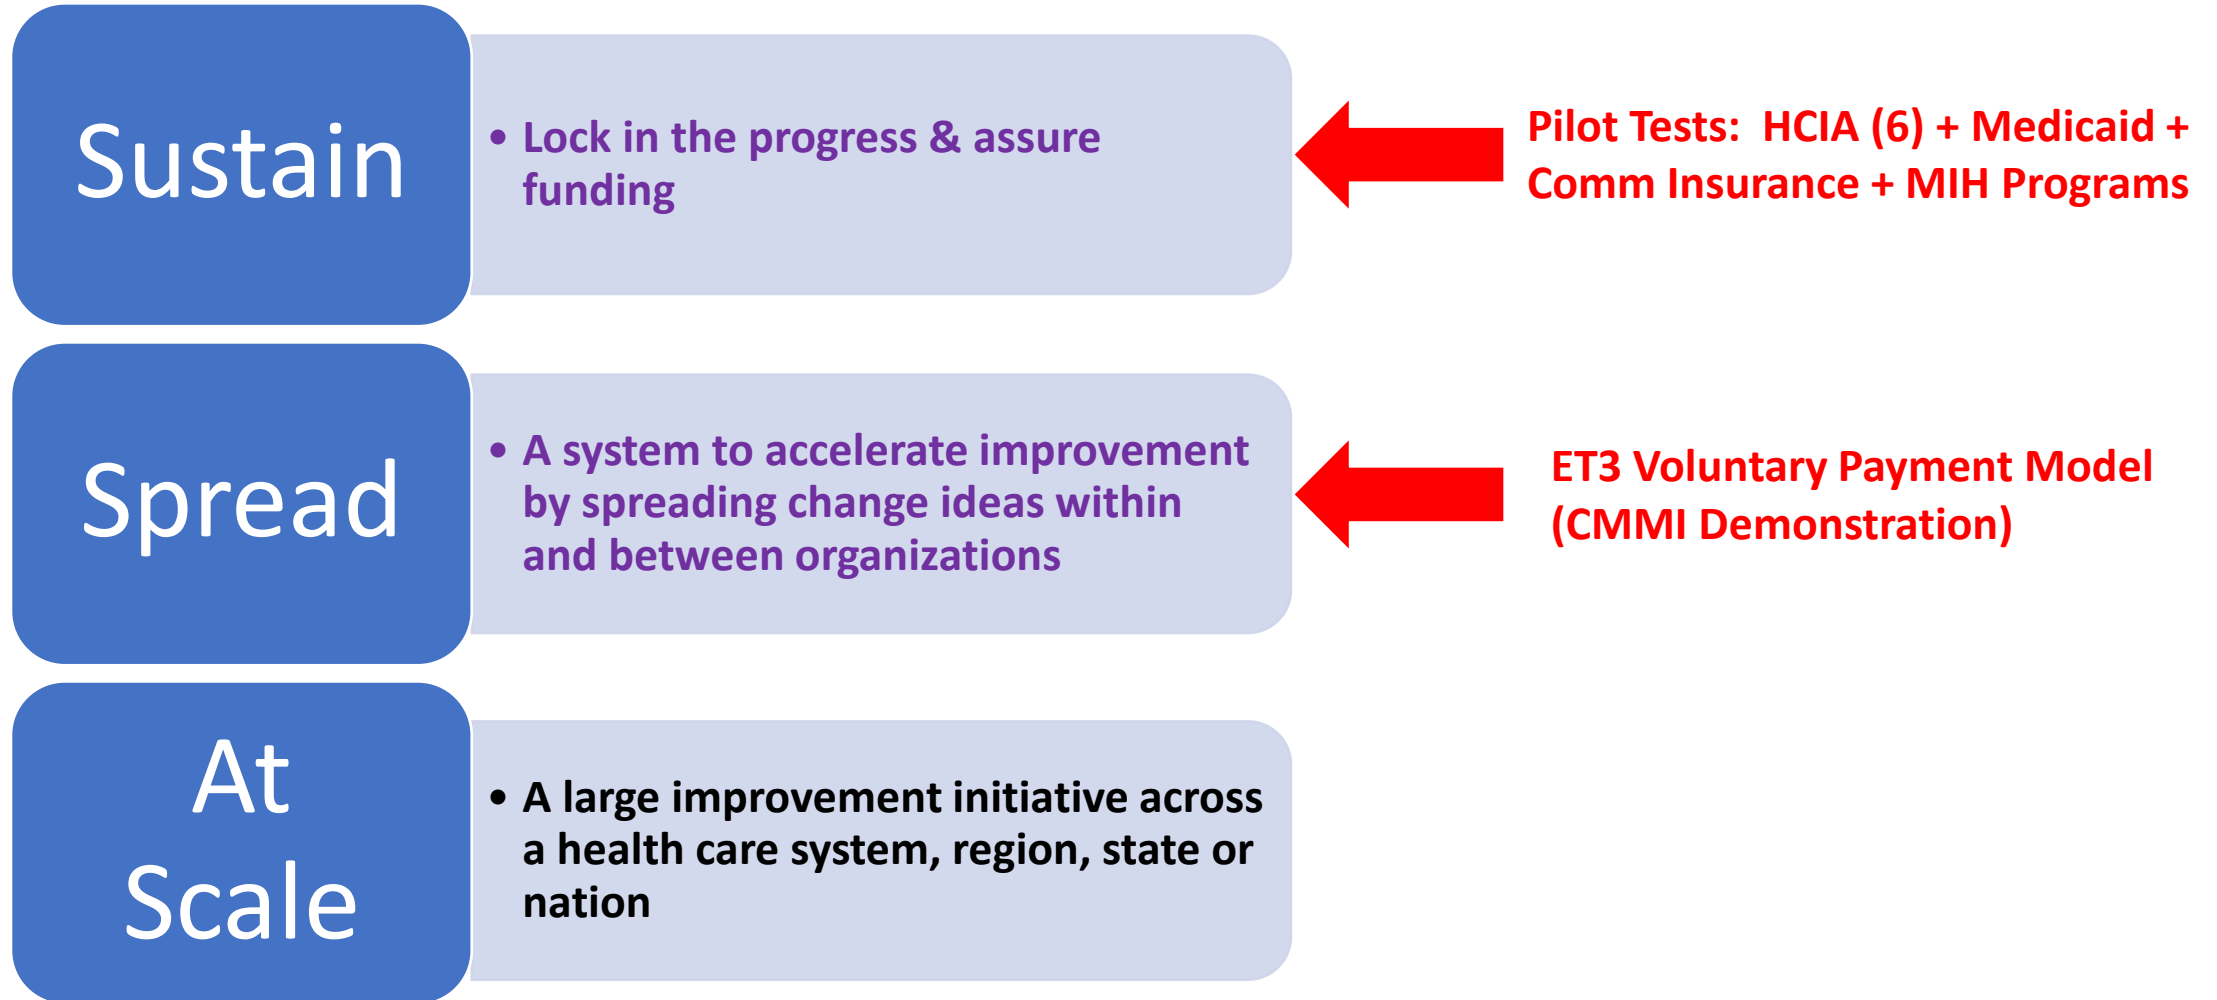 Sustain
• Lock in the progress & assure
funding
Pilot Tests:  HCIA (6) + Medicaid +
Comm Insurance + MIH Programs
Spread
• A system to accelerate improvement
by spreading change ideas within
and between organizations
ET3 Voluntary Payment Model
(CMMI Demonstration)
At
Scale
• A large improvement initiative across
a health care system, region, state or
nation